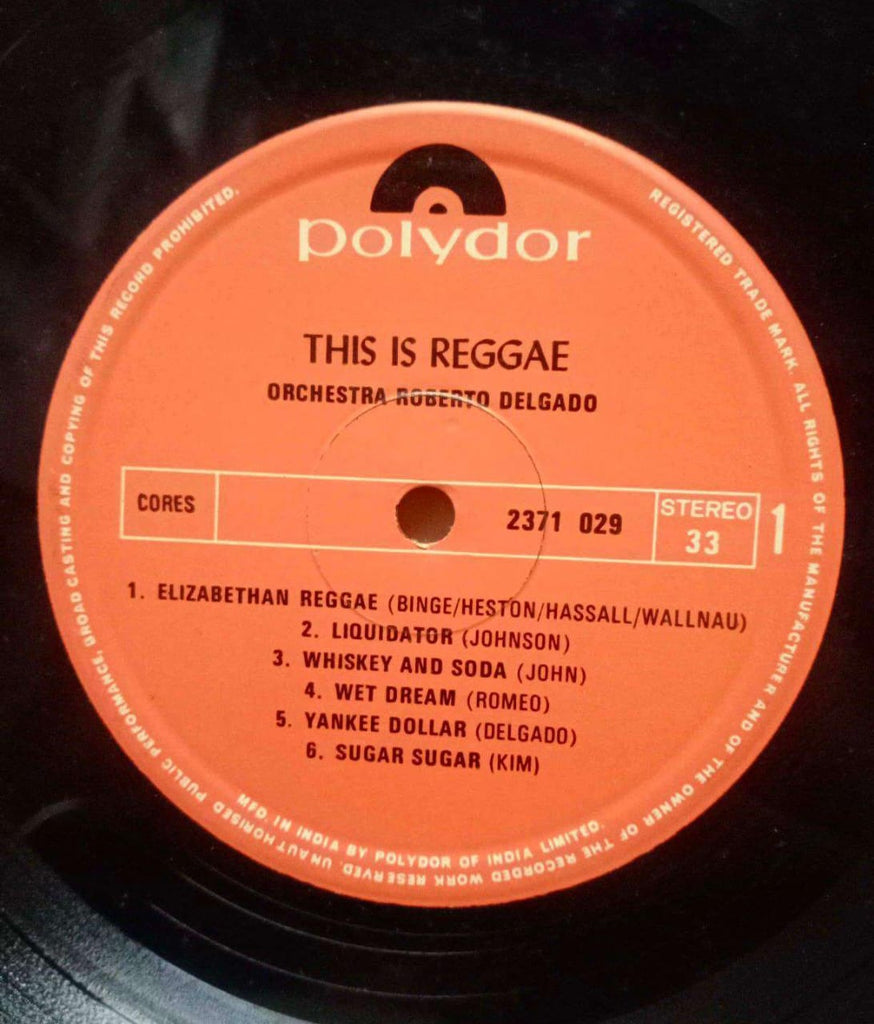 polydor
THIS IS REGGAE
ORCHESTRA ROBERTO DELGADO
CORES
2371 029
STEREO
33
1
1. ELIZABETHAN REGGAE (BINGE/HESTON/HASSALL/WALLNAU)
2. LIQUIDATOR (JOHNSON)
3. WHISKEY AND SODA (JOHN)
4. WET DREAM (ROMEO)
5. YANKEE DOLLAR (DELGADO)
6. SUGAR SUGAR (KIM)
MFD. IN INDIA BY POLYDOR OF INDIA LIMITED.
REGISTERED TRADE MARK. ALL RIGHTS OF THE MANUFACTURER AND OF THE OWNER OF THE RECORDED WORK RESERVED. UNAUTHORISED PUBLIC PERFORMANCE, BROAD CASTING AND COPYING OF THIS RECORD PROHIBITED.